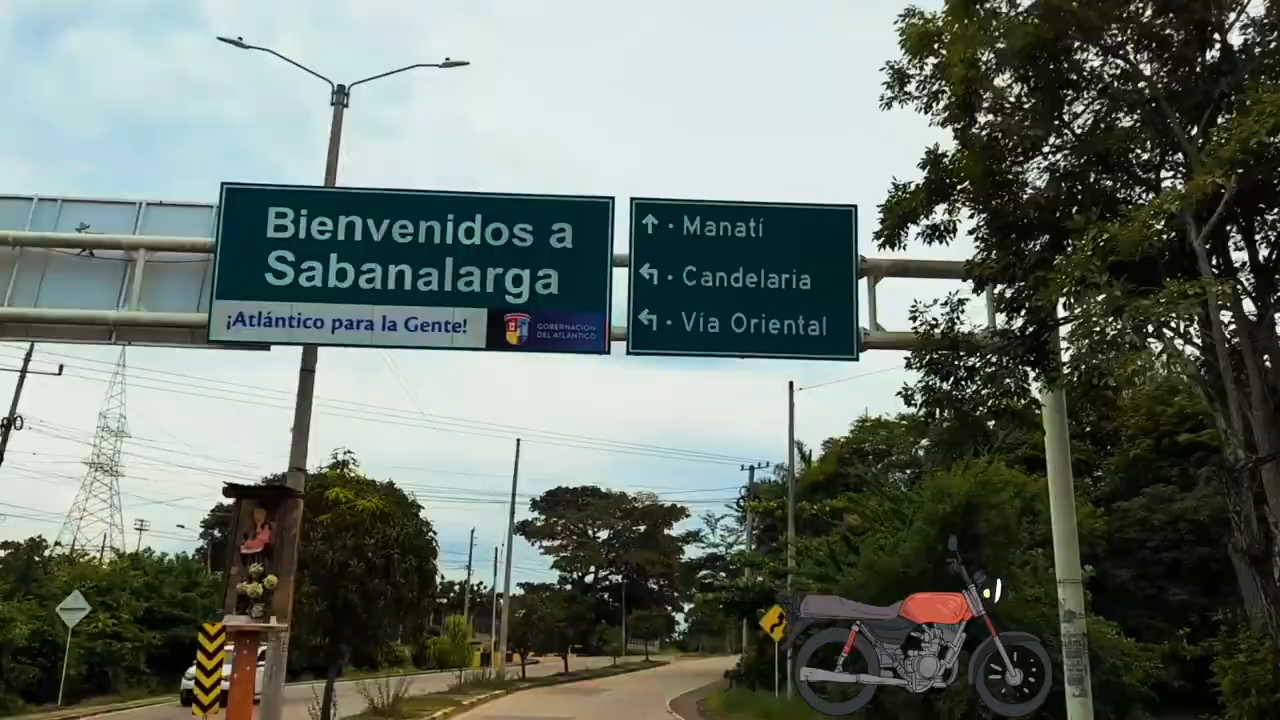 Bienvenidos a
Sabanalarga
¡Atlántico para la Gente!
GOBERNACIÓN
DEL ATLÁNTICO
↑ · Manatí
↰ · Candelaria
↰ · Vía Oriental